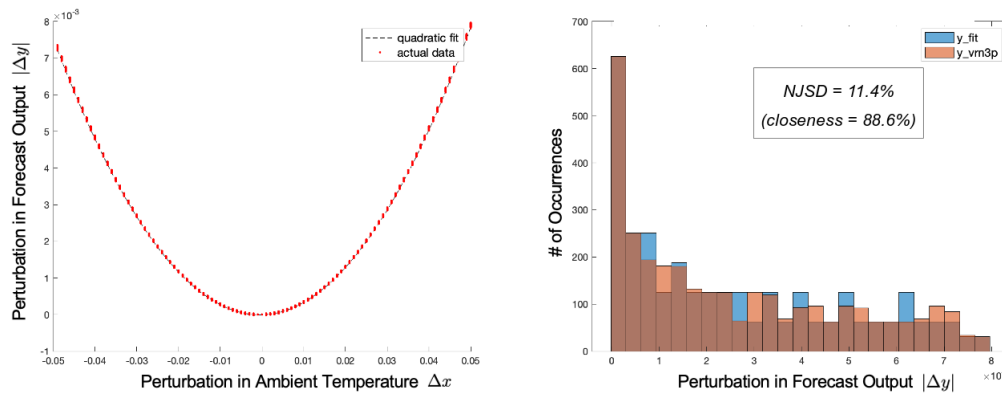 ×10⁻³
8
7
6
5
4
3
2
1
0
-1
-0.05 -0.04 -0.03 -0.02 -0.01 0 0.01 0.02 0.03 0.04 0.05
Perturbation in Forecast Output |Δy|
Perturbation in Ambient Temperature Δx
quadratic fit
actual data
700
600
500
400
300
200
100
0
0 1 2 3 4 5 6 7 8
×10
# of Occurrences
Perturbation in Forecast Output |Δy|
y_fit
y_vrn3p
NJSD = 11.4%
(closeness = 88.6%)